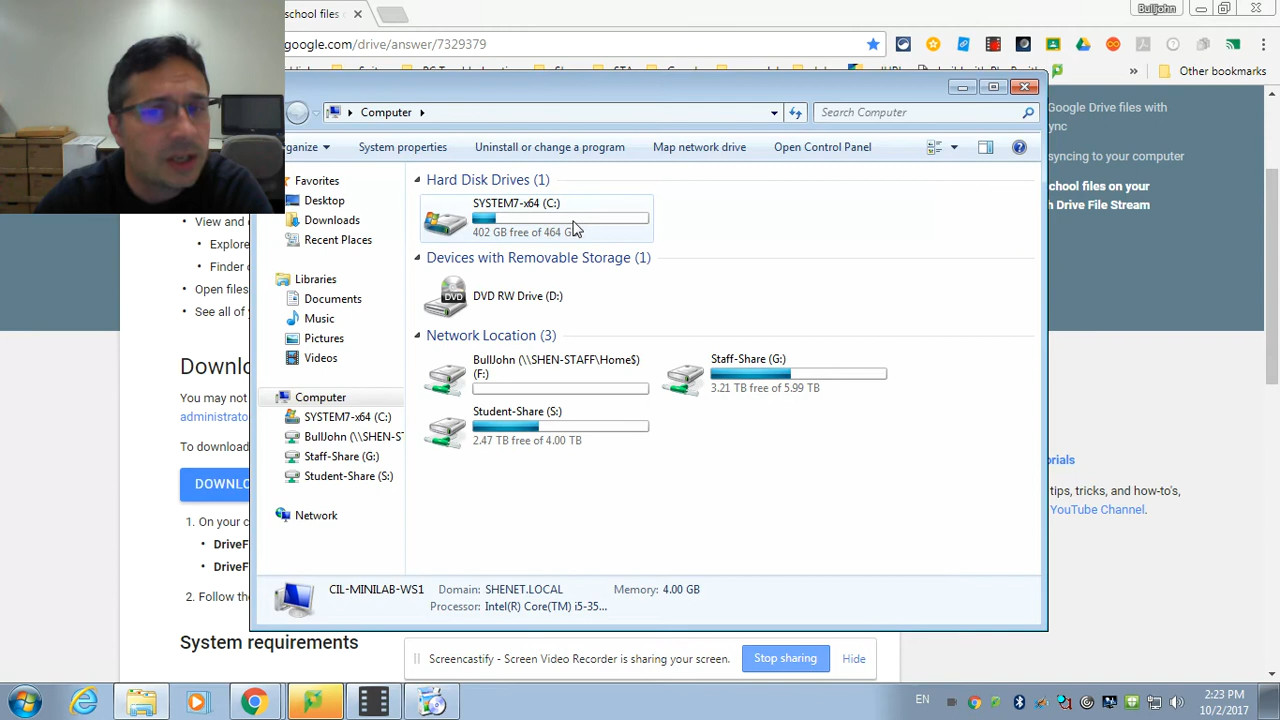 school files
Bulljohn
google.com/drive/answer/7329379
Other bookmarks
Computer
Search Computer
Google Drive files with
ync
syncing to your computer
school files on your
h Drive File Stream
ganize
System properties
Uninstall or change a program
Map network drive
Open Control Panel
Favorites
Desktop
Downloads
Recent Places
Libraries
Documents
Music
Pictures
Videos
Computer
SYSTEM7-x64 (C:)
BullJohn (\\SHEN-ST
Staff-Share (G:)
Student-Share (S:)
Network
Hard Disk Drives (1)
SYSTEM7-x64 (C:)
402 GB free of 464 G
Devices with Removable Storage (1)
DVD RW Drive (D:)
DVD
Network Location (3)
BullJohn (\\SHEN-STAFF\Home$)
(F:)
Staff-Share (G:)
3.21 TB free of 5.99 TB
Student-Share (S:)
2.47 TB free of 4.00 TB
View and
Explore
Finder
Open files
See all of
Downlo
You may not
administrato
To download
DOWNLO
1. On your c
DriveF
DriveF
2. Follow the
System requirements
orials
tips, tricks, and how-to's,
YouTube Channel.
CIL-MINILAB-WS1
Domain: SHENET.LOCAL
Memory: 4.00 GB
Processor: Intel(R) Core(TM) i5-35...
Screencastify - Screen Video Recorder is sharing your screen.
Stop sharing
Hide
EN
2:23 PM
10/2/2017